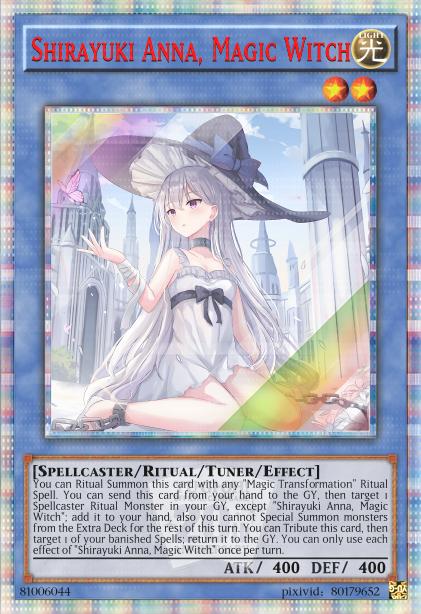 SHIRAYUKI ANNA, MAGIC WITCH
LIGHT
光
[SPELLCASTER/RITUAL/TUNER/EFFECT]
You can Ritual Summon this card with any "Magic Transformation" Ritual
Spell. You can send this card from your hand to the GY, then target 1
Spellcaster Ritual Monster in your GY, except "Shirayuki Anna, Magic
Witch"; add it to your hand, also you cannot Special Summon monsters
from the Extra Deck for the rest of this turn. You can Tribute this card, then
target 1 of your banished Spells; return it to the GY. You can only use each
effect of "Shirayuki Anna, Magic Witch" once per turn.
ATK/ 400 DEF/ 400
81006044 pixivid: 80179652